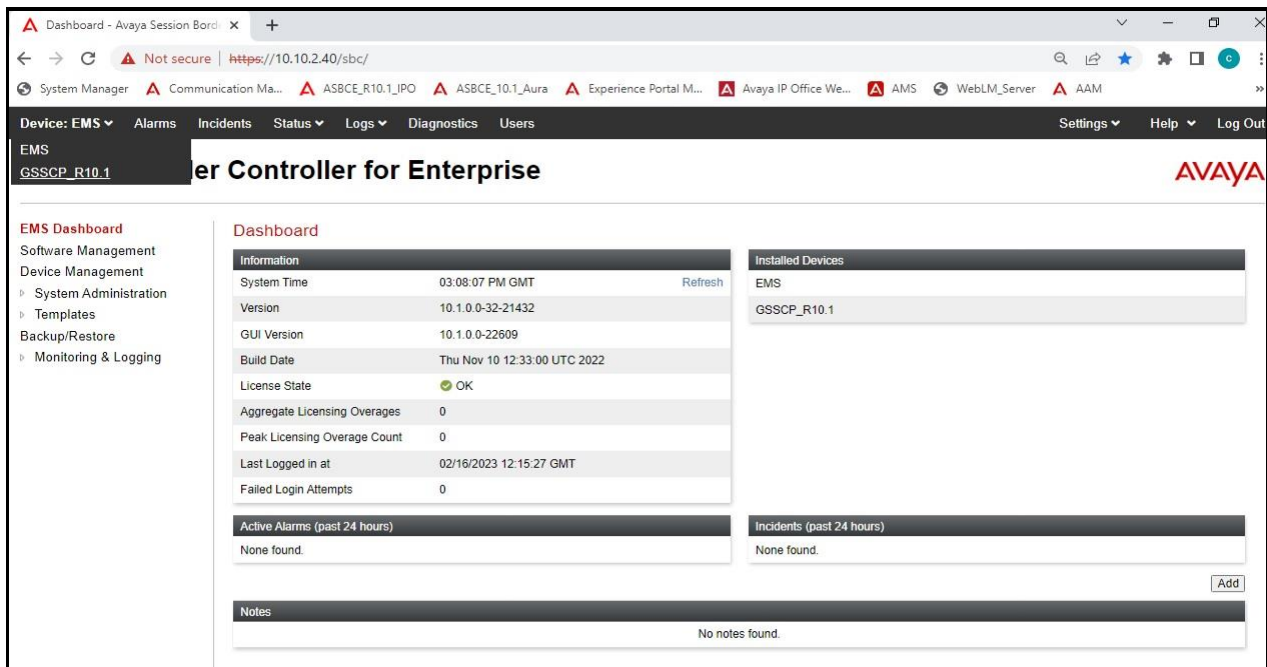 Dashboard - Avaya Session Bord
Not secure | https://10.10.2.40/sbc/
System Manager Communication Ma... ASBCE_R10.1_IPO ASBCE_10.1_Aura Experience Portal M... Avaya IP Office We... AMS WebLM_Server AAM
Device: EMS Alarms Incidents Status Logs Diagnostics Users Settings Help Log Out
EMS
GSSCP_R10.1
er Controller for Enterprise
AVAYA
EMS Dashboard
Software Management
Device Management
System Administration
Templates
Backup/Restore
Monitoring & Logging
Dashboard
Information
System Time 03:08:07 PM GMT Refresh
Version 10.1.0.0-32-21432
GUI Version 10.1.0.0-22609
Build Date Thu Nov 10 12:33:00 UTC 2022
License State OK
Aggregate Licensing Overages 0
Peak Licensing Overage Count 0
Last Logged in at 02/16/2023 12:15:27 GMT
Failed Login Attempts 0
Installed Devices
EMS
GSSCP_R10.1
Active Alarms (past 24 hours)
None found.
Incidents (past 24 hours)
None found.
Add
Notes
No notes found.